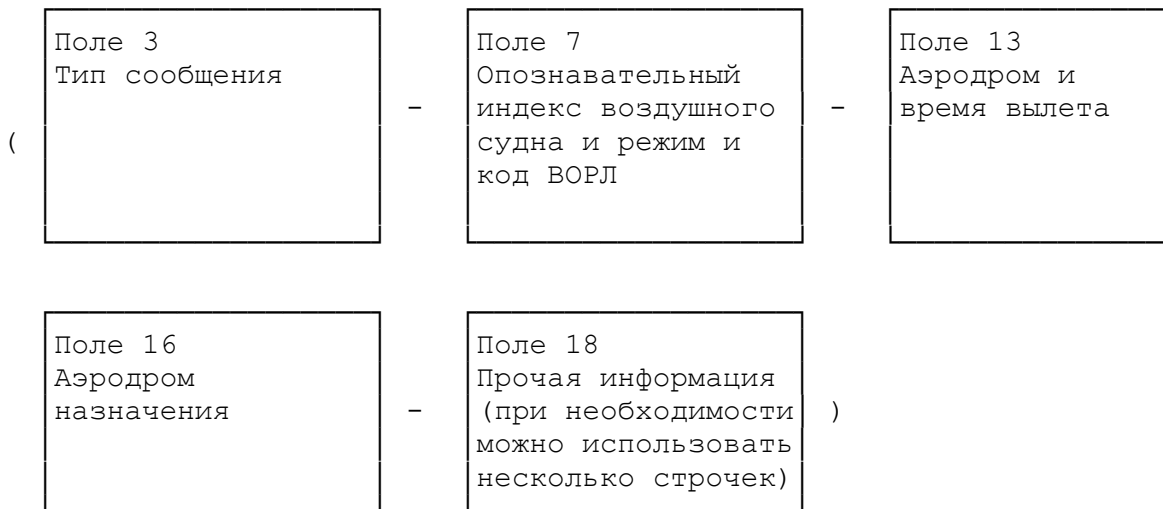 Поле 3
Тип сообщения
-
Поле 7
Опознавательный
индекс воздушного
судна и режим и
код ВОРЛ
-
Поле 13
Аэродром и
время вылета
(
Поле 16
Аэродром
назначения
-
Поле 18
Прочая информация
(при необходимости
можно использовать
несколько строчек)
)